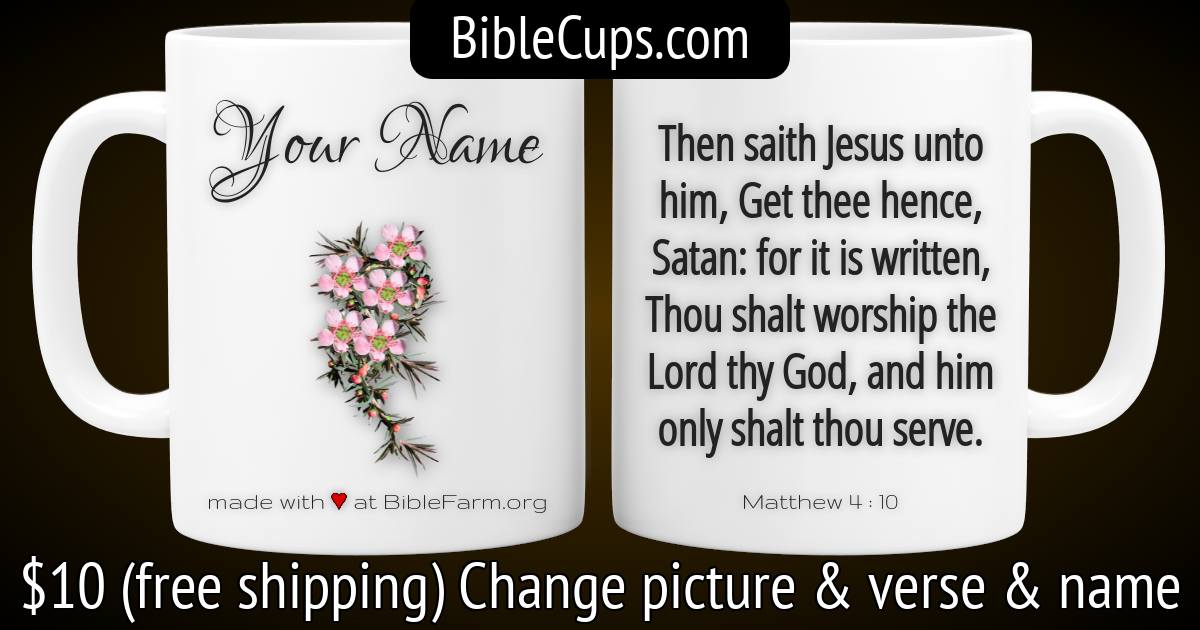 BibleCups.com
Your Name
made with ♥ at BibleFarm.org
Then saith Jesus unto
him, Get thee hence,
Satan: for it is written,
Thou shalt worship the
Lord thy God, and him
only shalt thou serve.
Matthew 4 : 10
$10 (free shipping) Change picture & verse & name